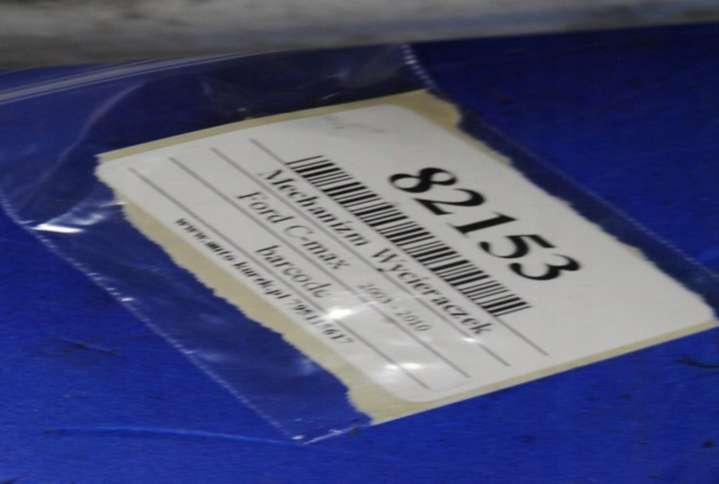 82153
Mechanizm Wycieraczek
Ford C-max 2003-2010
barcode